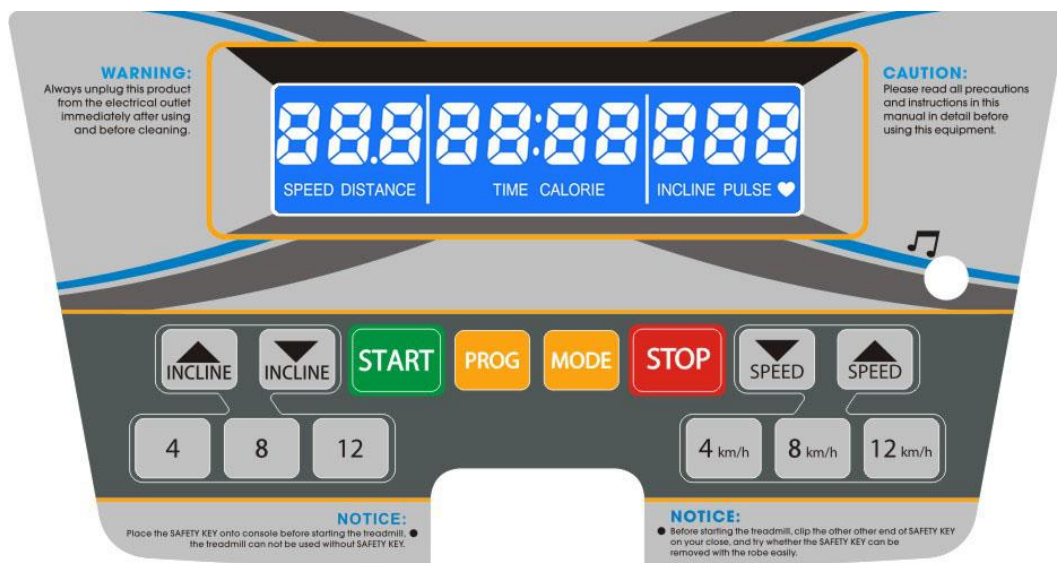 WARNING:
Always unplug this product
from the electrical outlet
immediately after using
and before cleaning.
CAUTION:
Please read all precautions
and instructions in this
manual in detail before
using this equipment.
88.8 88:88 888
SPEED DISTANCE TIME CALORIE INCLINE PULSE
INCLINE INCLINE START PROG MODE STOP SPEED SPEED
4 8 12 4 km/h 8 km/h 12 km/h
NOTICE:
Place the SAFETY KEY onto console before starting the treadmill. ●
the treadmill can not be used without SAFETY KEY.
NOTICE:
● Before starting the treadmill, clip the other other end of SAFETY KEY
on your close, and try whether the SAFETY KEY can be
removed with the robe easily.